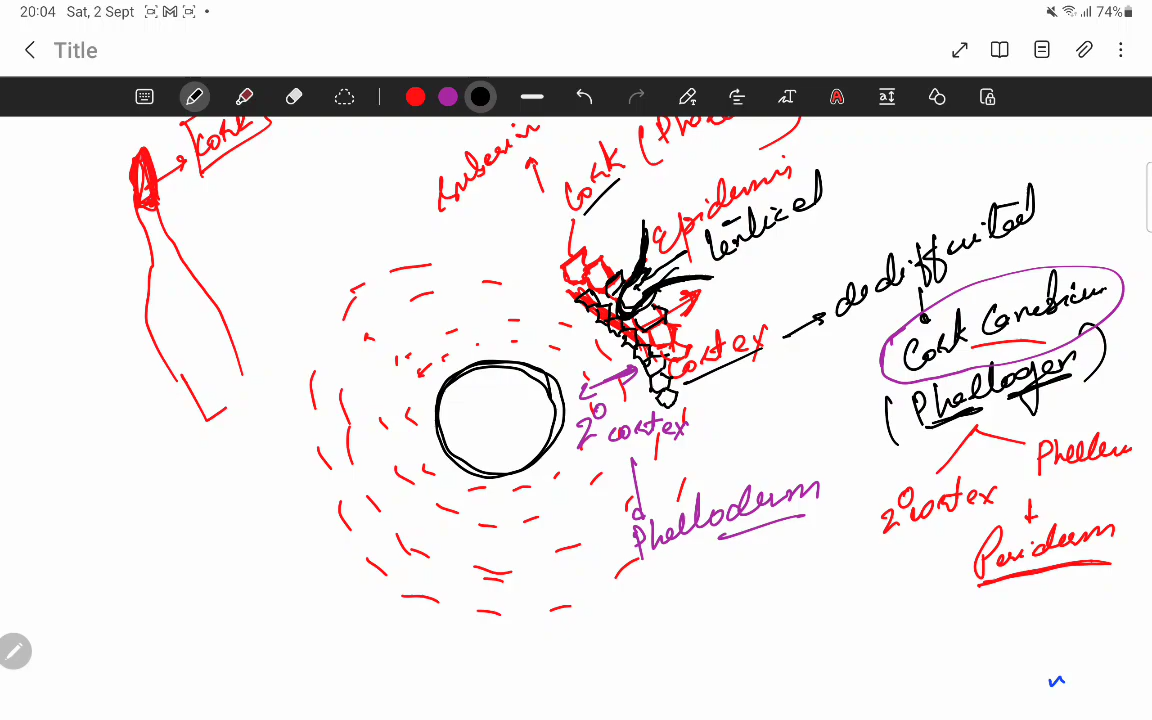 20:04 Sat, 2 Sept
74%
Title
Cork
Suberin
Cork (Phe
Epidermis
lenticel
dediffruited
Cortex
Cork Cambium
(Phellogen)
2° cortex
Phellem
2° cortex
Phelloderm
Periderm